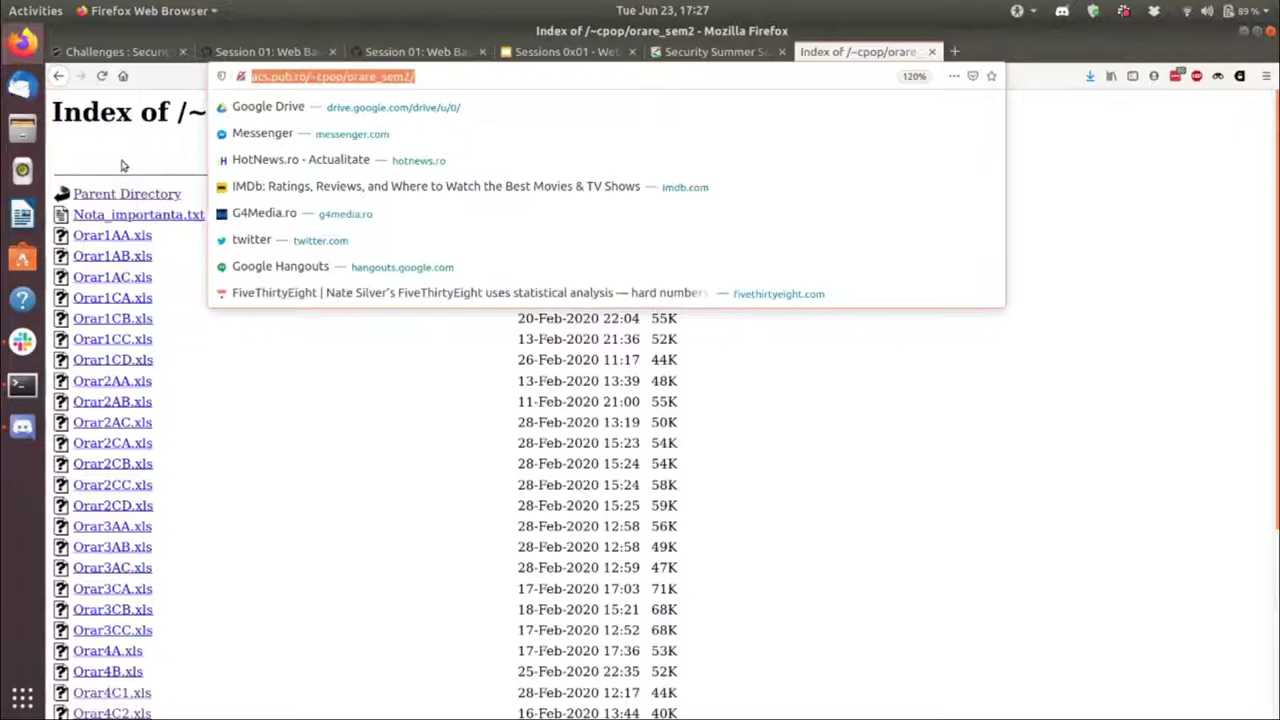 Activities Firefox Web Browser Tue Jun 23, 17:27 89 %
Index of /~cpop/orare_sem2 - Mozilla Firefox
Challenges : Securit Session 01: Web Ba Session 01: Web Ba Sessions 0x01 - Web Security Summer S Index of /~cpop/orare_
acs.pub.ro/~cpop/orare_sem2/ 120%
Index of /~
Google Drive — drive.google.com/drive/u/0/
Messenger — messenger.com
HotNews.ro - Actualitate — hotnews.ro
IMDb: Ratings, Reviews, and Where to Watch the Best Movies & TV Shows — imdb.com
G4Media.ro — g4media.ro
twitter — twitter.com
Google Hangouts — hangouts.google.com
FiveThirtyEight | Nate Silver's FiveThirtyEight uses statistical analysis — hard numbers — fivethirtyeight.com
Parent Directory
Nota_importanta.txt
Orar1AA.xls
Orar1AB.xls
Orar1AC.xls
Orar1CA.xls
Orar1CB.xls 20-Feb-2020 22:04 55K
Orar1CC.xls 13-Feb-2020 21:36 52K
Orar1CD.xls 26-Feb-2020 11:17 44K
Orar2AA.xls 13-Feb-2020 13:39 48K
Orar2AB.xls 11-Feb-2020 21:00 55K
Orar2AC.xls 28-Feb-2020 13:19 50K
Orar2CA.xls 28-Feb-2020 15:23 54K
Orar2CB.xls 28-Feb-2020 15:24 54K
Orar2CC.xls 28-Feb-2020 15:24 58K
Orar2CD.xls 28-Feb-2020 15:25 59K
Orar3AA.xls 28-Feb-2020 12:58 56K
Orar3AB.xls 28-Feb-2020 12:58 49K
Orar3AC.xls 28-Feb-2020 12:59 47K
Orar3CA.xls 17-Feb-2020 17:03 71K
Orar3CB.xls 18-Feb-2020 15:21 68K
Orar3CC.xls 17-Feb-2020 12:52 68K
Orar4A.xls 17-Feb-2020 17:36 53K
Orar4B.xls 25-Feb-2020 22:35 52K
Orar4C1.xls 28-Feb-2020 12:17 44K
Orar4C2.xls 16-Feb-2020 13:44 40K